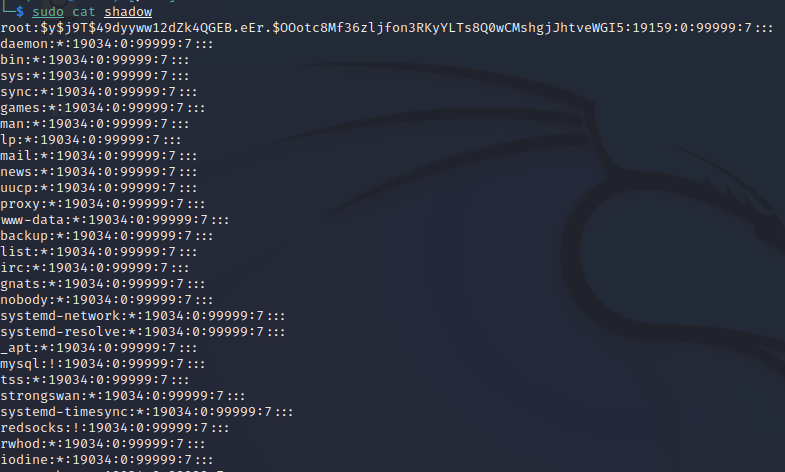 └─$ sudo cat shadow
root:$y$j9T$49dyyww12dZk4QGEB.eEr.$OOotc8Mf36zljfon3RKyYLTs8Q0wCMshgjJhtveWGI5:19159:0:99999:7:::
daemon:*:19034:0:99999:7:::
bin:*:19034:0:99999:7:::
sys:*:19034:0:99999:7:::
sync:*:19034:0:99999:7:::
games:*:19034:0:99999:7:::
man:*:19034:0:99999:7:::
lp:*:19034:0:99999:7:::
mail:*:19034:0:99999:7:::
news:*:19034:0:99999:7:::
uucp:*:19034:0:99999:7:::
proxy:*:19034:0:99999:7:::
www-data:*:19034:0:99999:7:::
backup:*:19034:0:99999:7:::
list:*:19034:0:99999:7:::
irc:*:19034:0:99999:7:::
gnats:*:19034:0:99999:7:::
nobody:*:19034:0:99999:7:::
systemd-network:*:19034:0:99999:7:::
systemd-resolve:*:19034:0:99999:7:::
_apt:*:19034:0:99999:7:::
mysql:!:19034:0:99999:7:::
tss:*:19034:0:99999:7:::
strongswan:*:19034:0:99999:7:::
systemd-timesync:*:19034:0:99999:7:::
redsocks:!:19034:0:99999:7:::
rwhod:*:19034:0:99999:7:::
iodine:*:19034:0:99999:7:::